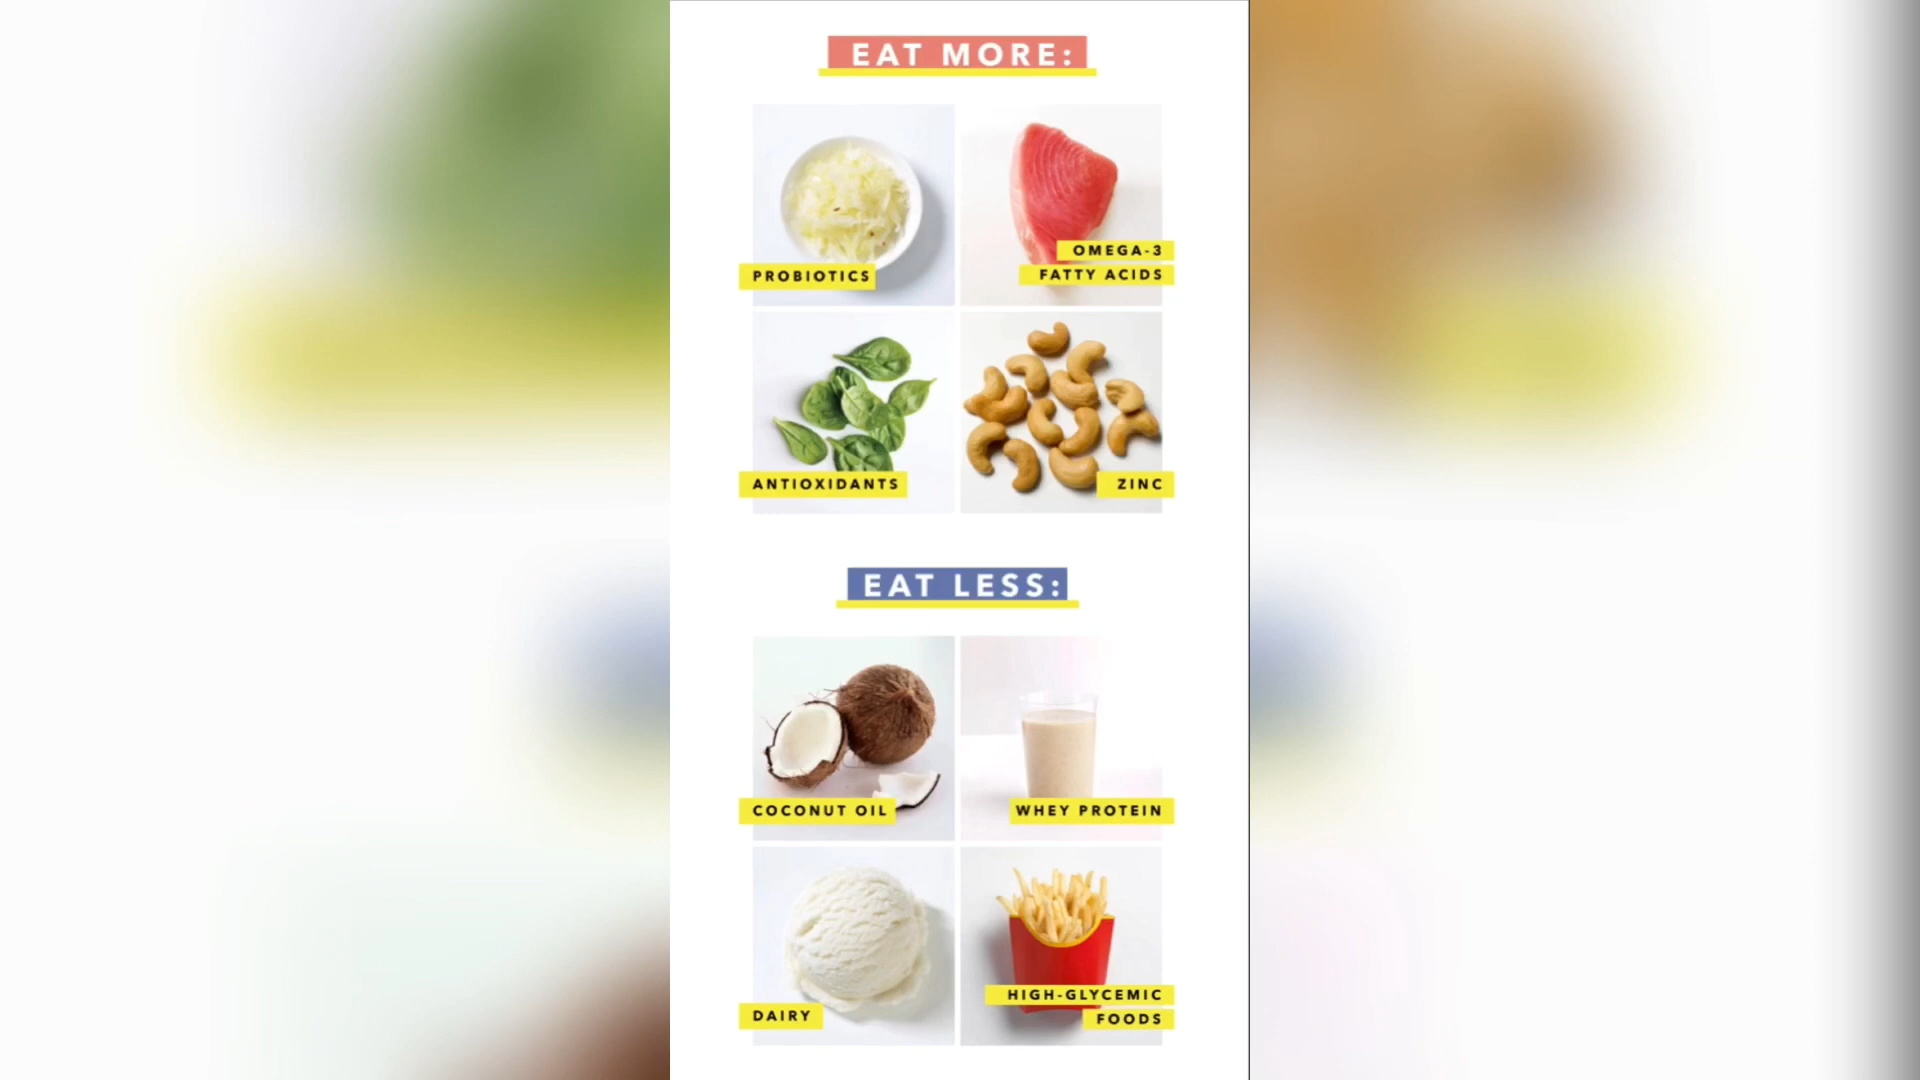 EAT MORE:
PROBIOTICS
OMEGA-3
FATTY ACIDS
ANTIOXIDANTS
ZINC
EAT LESS:
COCONUT OIL
WHEY PROTEIN
DAIRY
HIGH-GLYCEMIC
FOODS